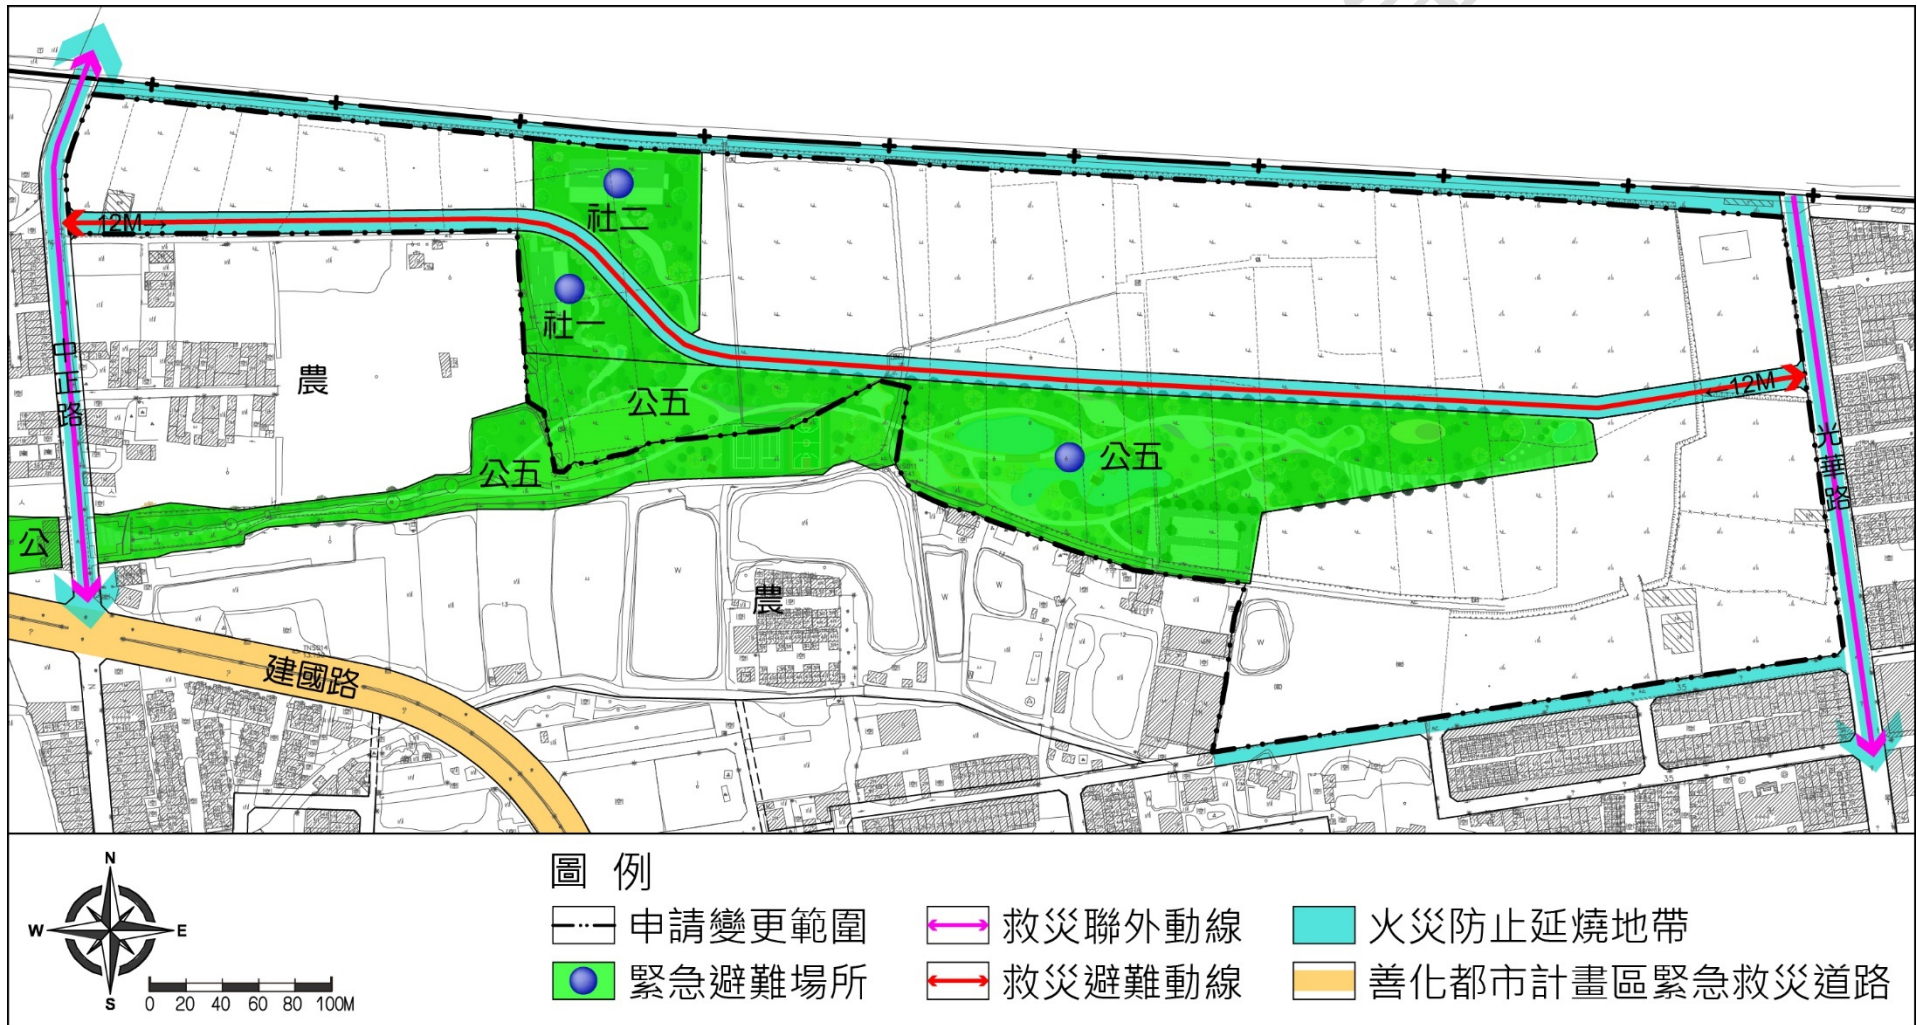 社二
12M
社一
中正路
農
公五
12M
公五
公五
光華路
公
農
建國路
35
35
W
W
W
W
N
W
E
S
0 20 40 60 80 100M
圖 例
申請變更範圍
救災聯外動線
火災防止延燒地帶
緊急避難場所
救災避難動線
善化都市計畫區緊急救災道路